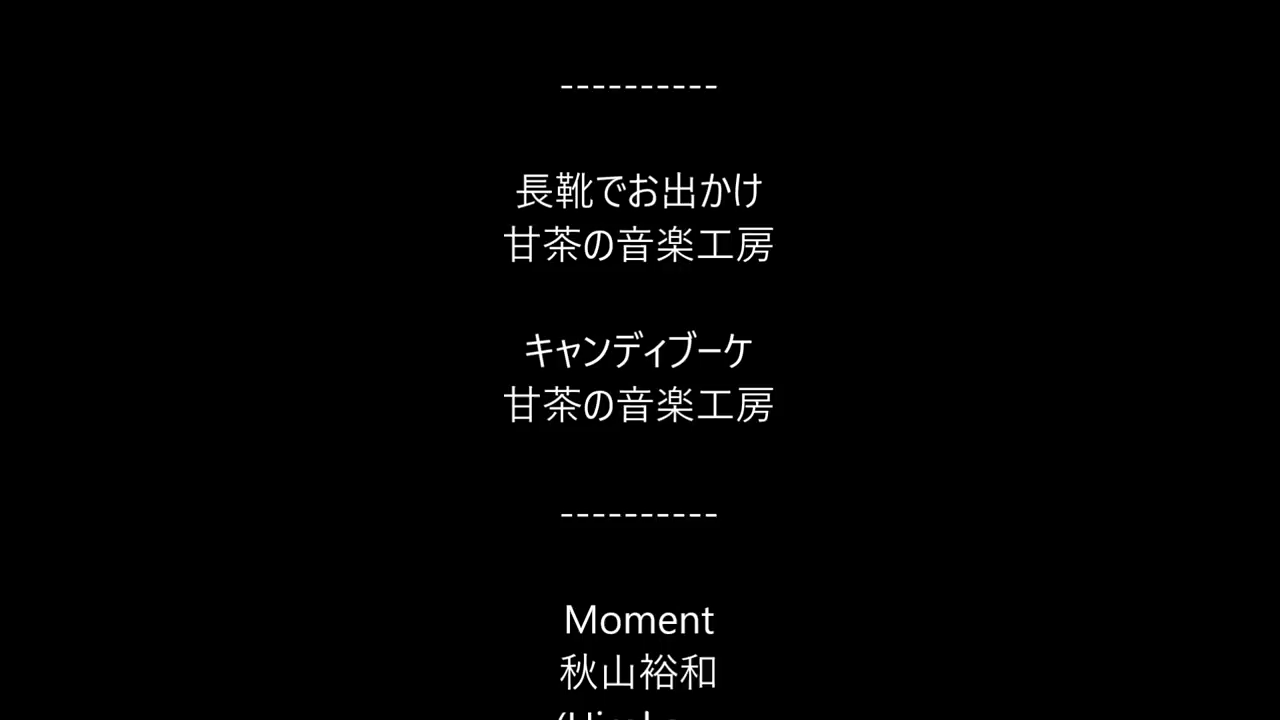 ----------
長靴でお出かけ
甘茶の音楽工房
キャンディブーケ
甘茶の音楽工房
----------
Moment
秋山裕和